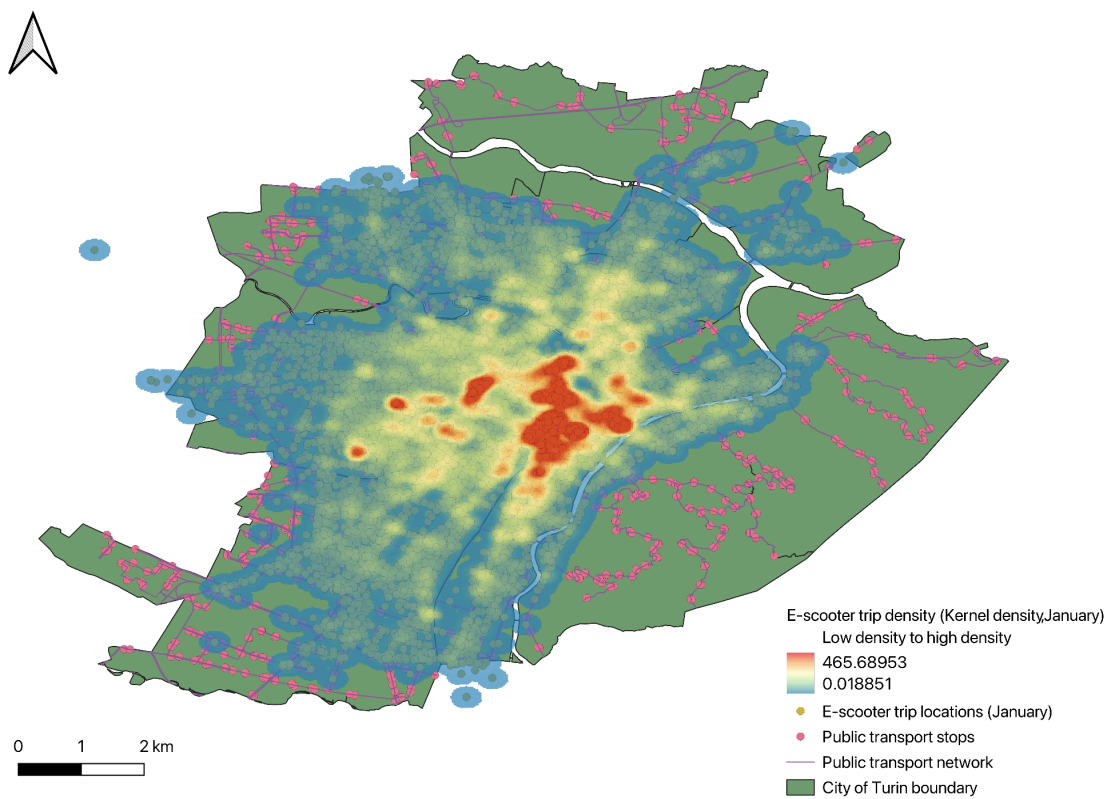 E-scooter trip density (Kernel density,January)
Low density to high density
465.68953
0.018851
E-scooter trip locations (January)
Public transport stops
Public transport network
City of Turin boundary
0 1 2 km